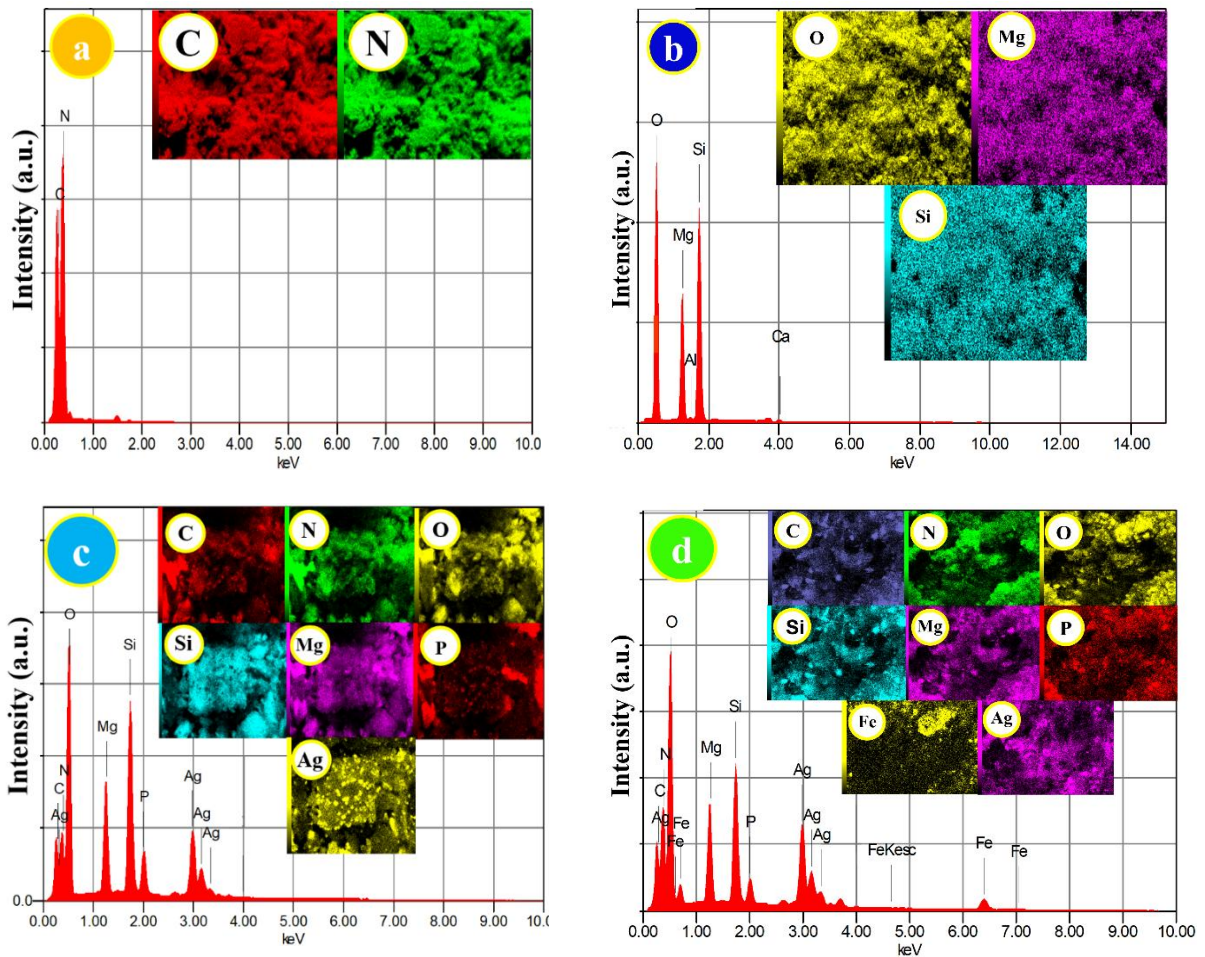 a
C
N
N
C
Intensity (a.u.)
0.00 1.00 2.00 3.00 4.00 5.00 6.00 7.00 8.00 9.00 10.00
keV
b
O
Mg
Si
O
Si
Mg
Al
Ca
Intensity (a.u.)
0.00 2.00 4.00 6.00 8.00 10.00 12.00 14.00
keV
c
C
N
O
Si
Mg
P
Ag
O
Si
Mg
N
C
Ag
P
Ag
Ag
Ag
Intensity (a.u.)
0.0
0.00 1.00 2.00 3.00 4.00 5.00 6.00 7.00 8.00 9.00 10.0
keV
d
C
N
O
Si
Mg
P
Fe
Ag
O
Si
Mg
N
C
Ag
Fe
Fe
P
Ag
Ag
Ag
FeKesc
Fe
Fe
Intensity (a.u.)
0.00 1.00 2.00 3.00 4.00 5.00 6.00 7.00 8.00 9.00 10.00
keV